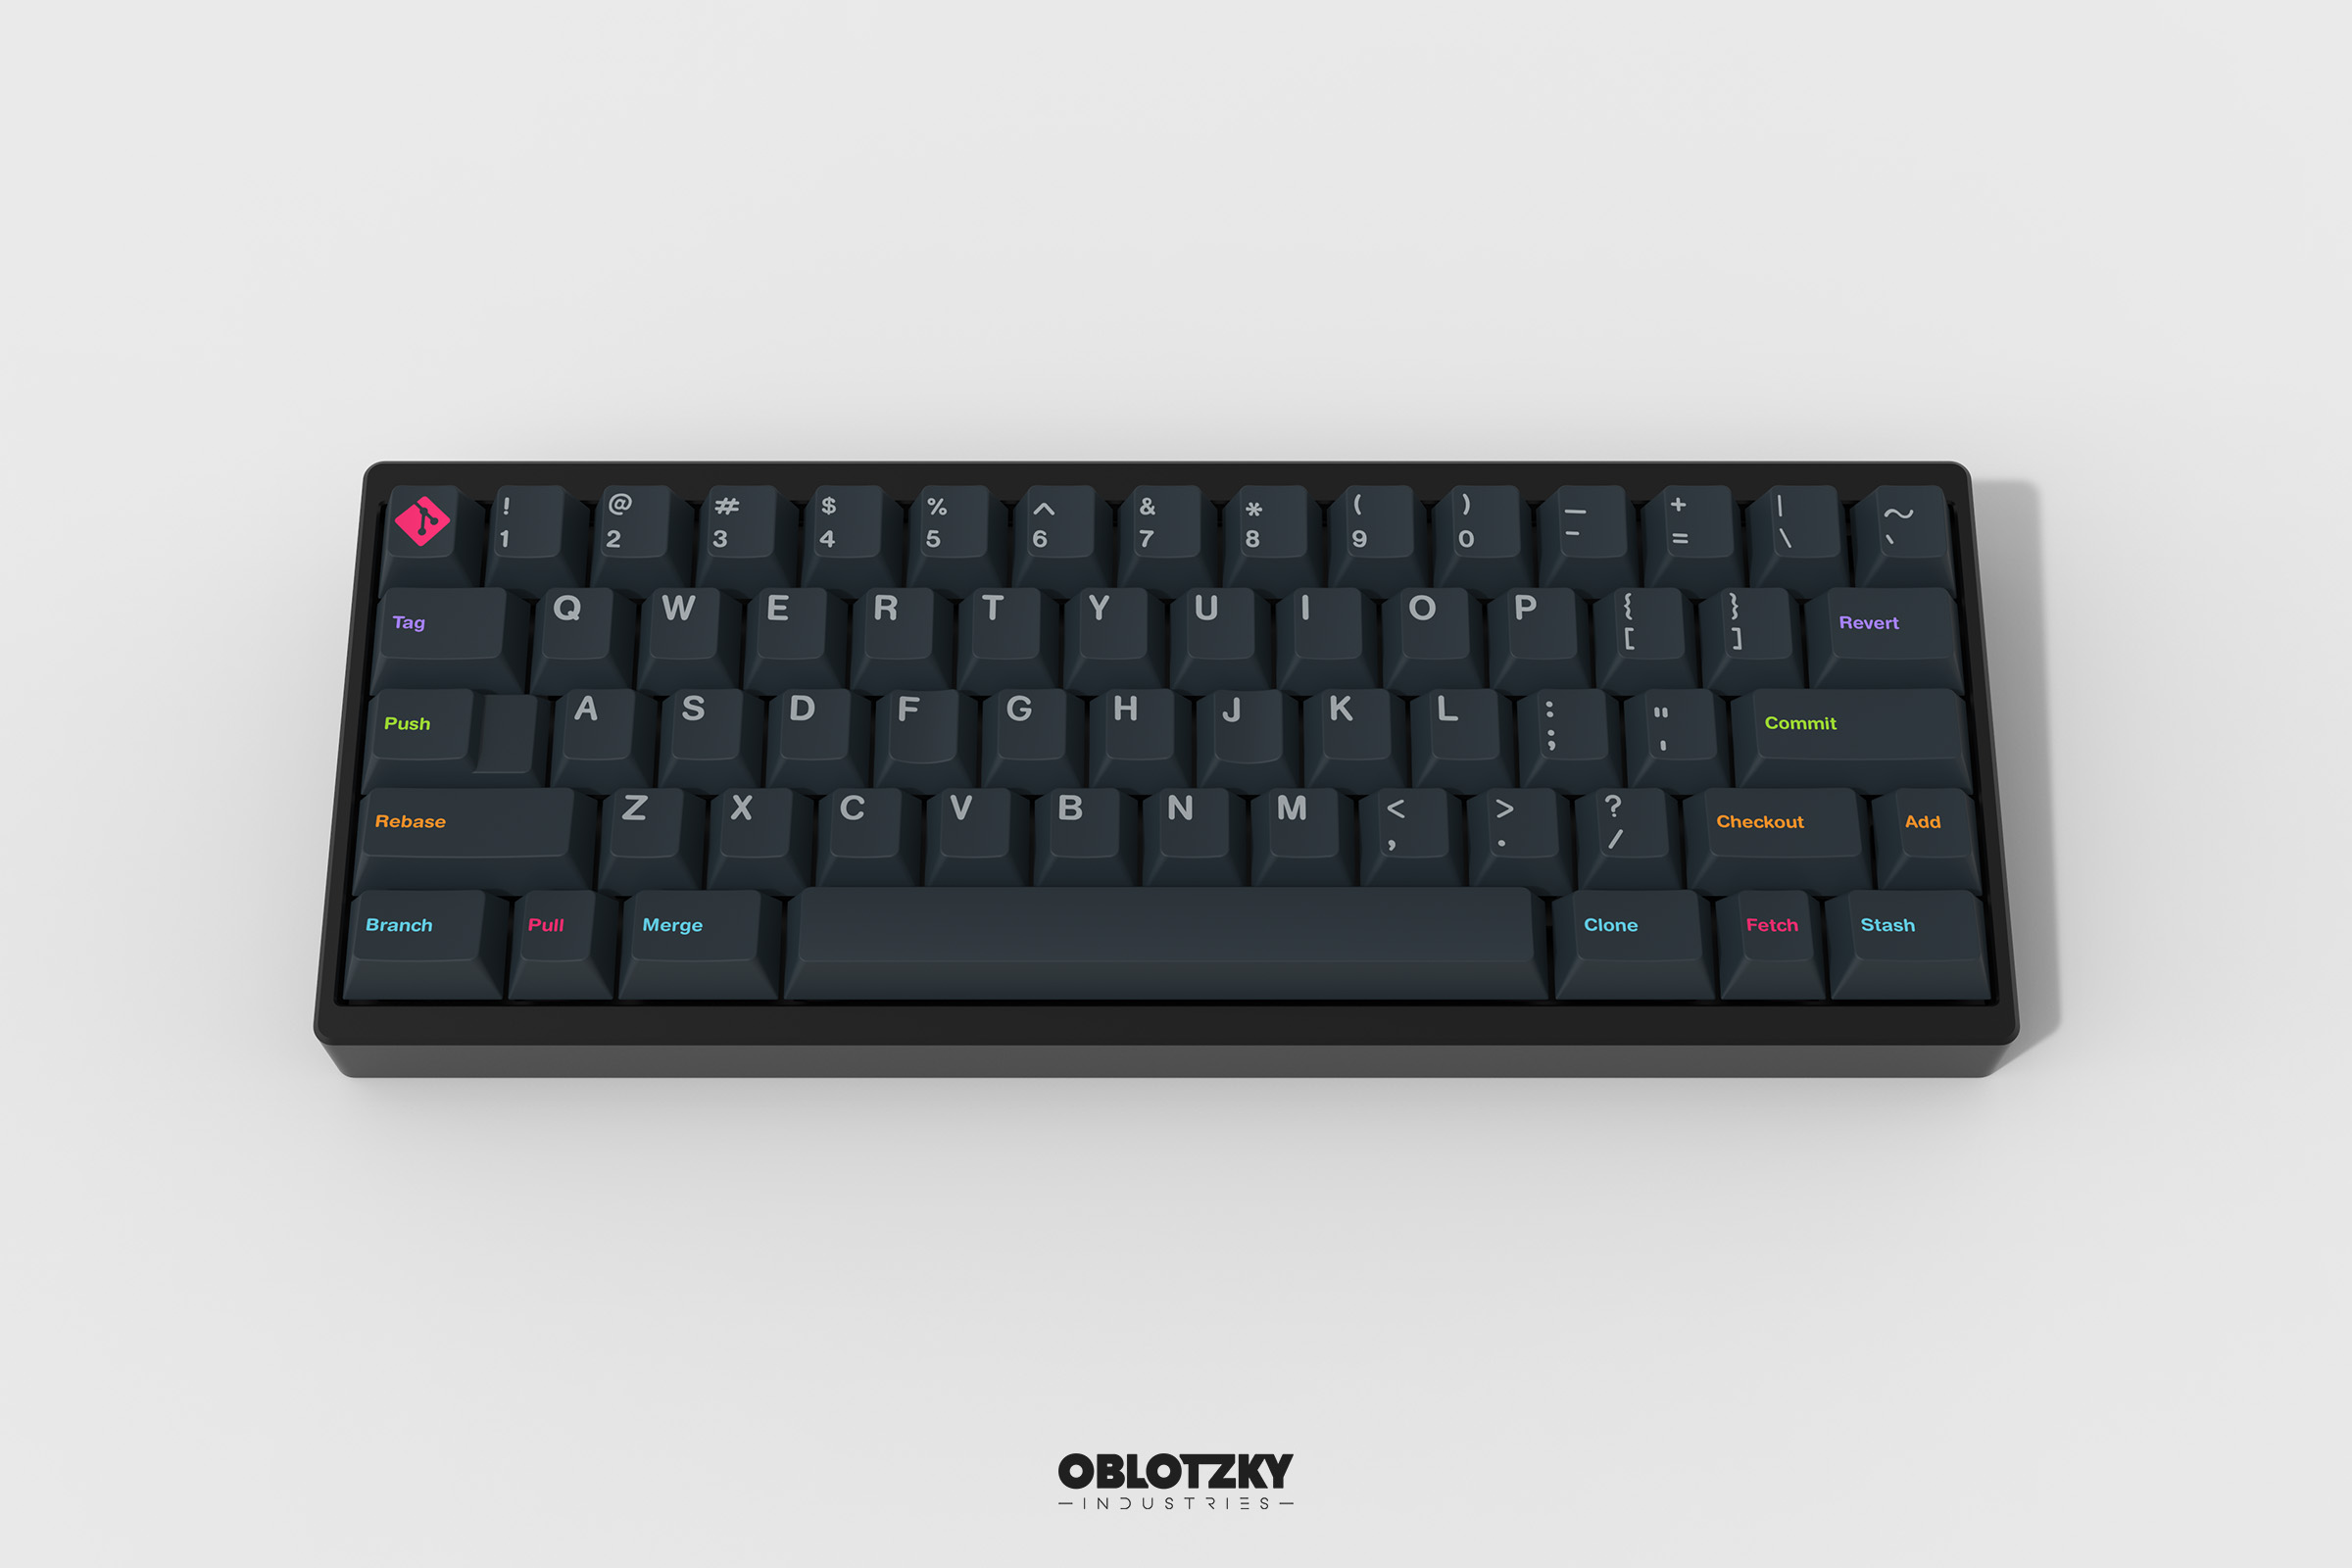 ! @ # $ % ^ & * ( ) — + | ~
1 2 3 4 5 6 7 8 9 0 - = \ `
Tag Q W E R T Y U I O P { } Revert
[ ]
Push A S D F G H J K L : " Commit
; '
Rebase Z X C V B N M < > ? Checkout Add
, . /
Branch Pull Merge Clone Fetch Stash
OBLOTZKY
INDUSTRIES